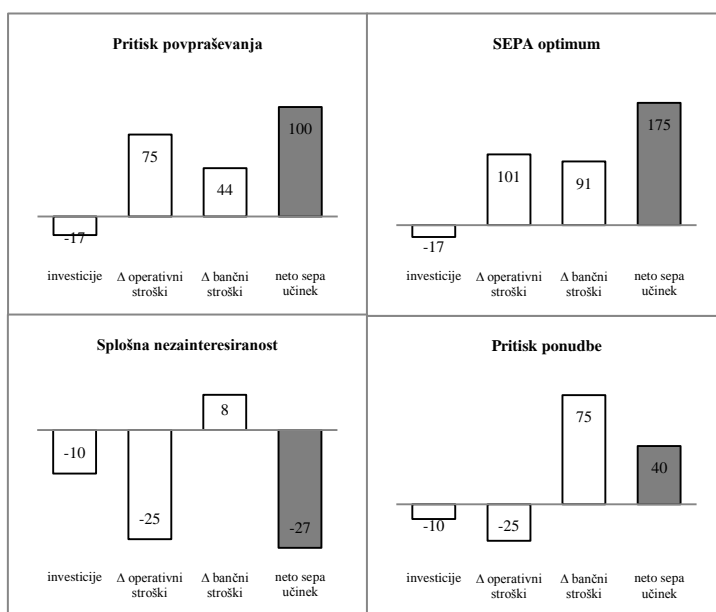 Pritisk povpraševanja
100
75
44
-17
investicije
Δ operativni
stroški
Δ bančni
stroški
neto sepa
učinek
SEPA optimum
175
101
91
-17
investicije
Δ operativni
stroški
Δ bančni
stroški
neto sepa
učinek
Splošna nezainteresiranost
8
-10
-25
-27
investicije
Δ operativni
stroški
Δ bančni
stroški
neto sepa
učinek
Pritisk ponudbe
75
40
-10
-25
investicije
Δ operativni
stroški
Δ bančni
stroški
neto sepa
učinek